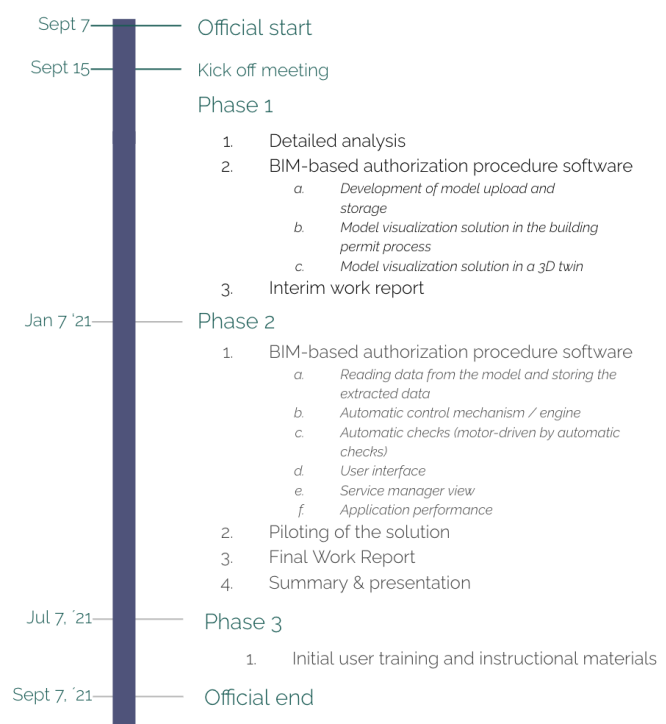 Sept 7
Official start
Sept 15
Kick off meeting
Phase 1
1. Detailed analysis
2. BIM-based authorization procedure software
a. Development of model upload and
storage
b. Model visualization solution in the building
permit process
c. Model visualization solution in a 3D twin
3. Interim work report
Jan 7 '21
Phase 2
1. BIM-based authorization procedure software
a. Reading data from the model and storing the
extracted data
b. Automatic control mechanism / engine
c. Automatic checks (motor-driven by automatic
checks)
d. User interface
e. Service manager view
f. Application performance
2. Piloting of the solution
3. Final Work Report
4. Summary & presentation
Jul 7, ´21
Phase 3
1. Initial user training and instructional materials
Sept 7, ´21
Official end